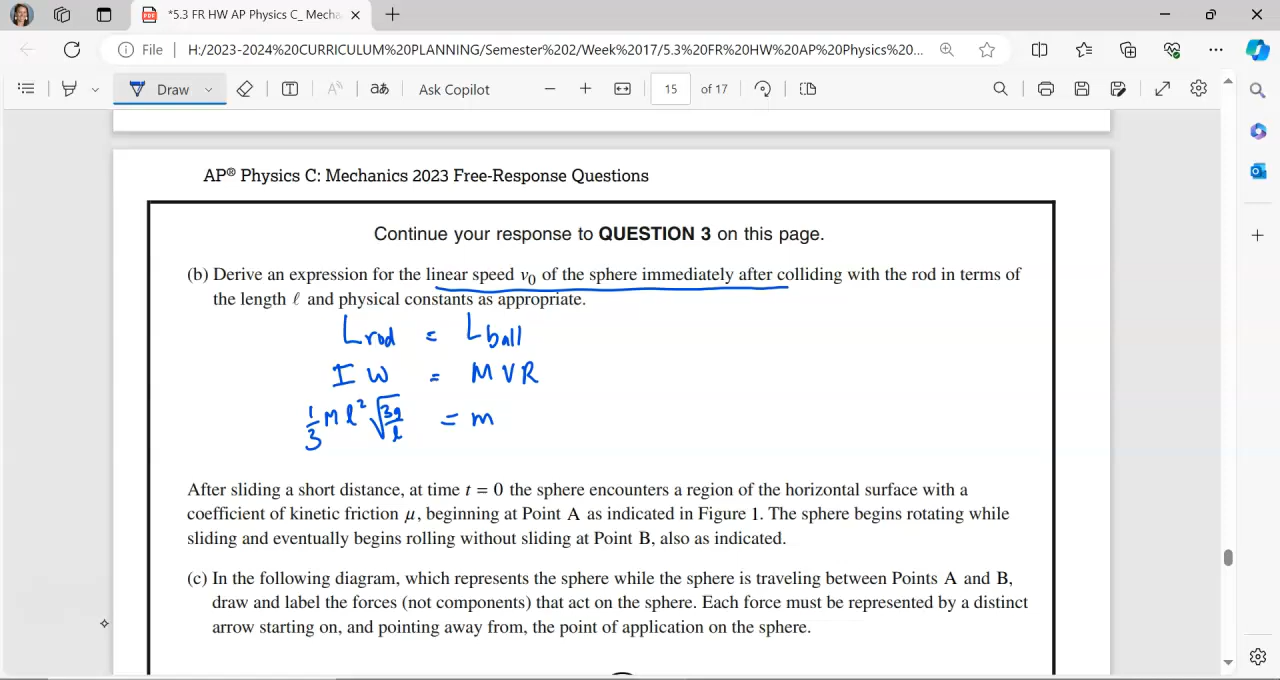 *5.3 FR HW AP Physics C_ Mecha
File | H:/2023-2024%20CURRICULUM%20PLANNING/Semester%202/Week%2017/5.3%20FR%20HW%20AP%20Physics%20...
Draw
Ask Copilot
15 of 17
AP® Physics C: Mechanics 2023 Free-Response Questions
Continue your response to QUESTION 3 on this page.
(b) Derive an expression for the linear speed v₀ of the sphere immediately after colliding with the rod in terms of
the length ℓ and physical constants as appropriate.
L rod = L ball
I W = M V R
1/3 M l² √(3g/l) = m
After sliding a short distance, at time t = 0 the sphere encounters a region of the horizontal surface with a
coefficient of kinetic friction μ, beginning at Point A as indicated in Figure 1. The sphere begins rotating while
sliding and eventually begins rolling without sliding at Point B, also as indicated.
(c) In the following diagram, which represents the sphere while the sphere is traveling between Points A and B,
draw and label the forces (not components) that act on the sphere. Each force must be represented by a distinct
arrow starting on, and pointing away from, the point of application on the sphere.